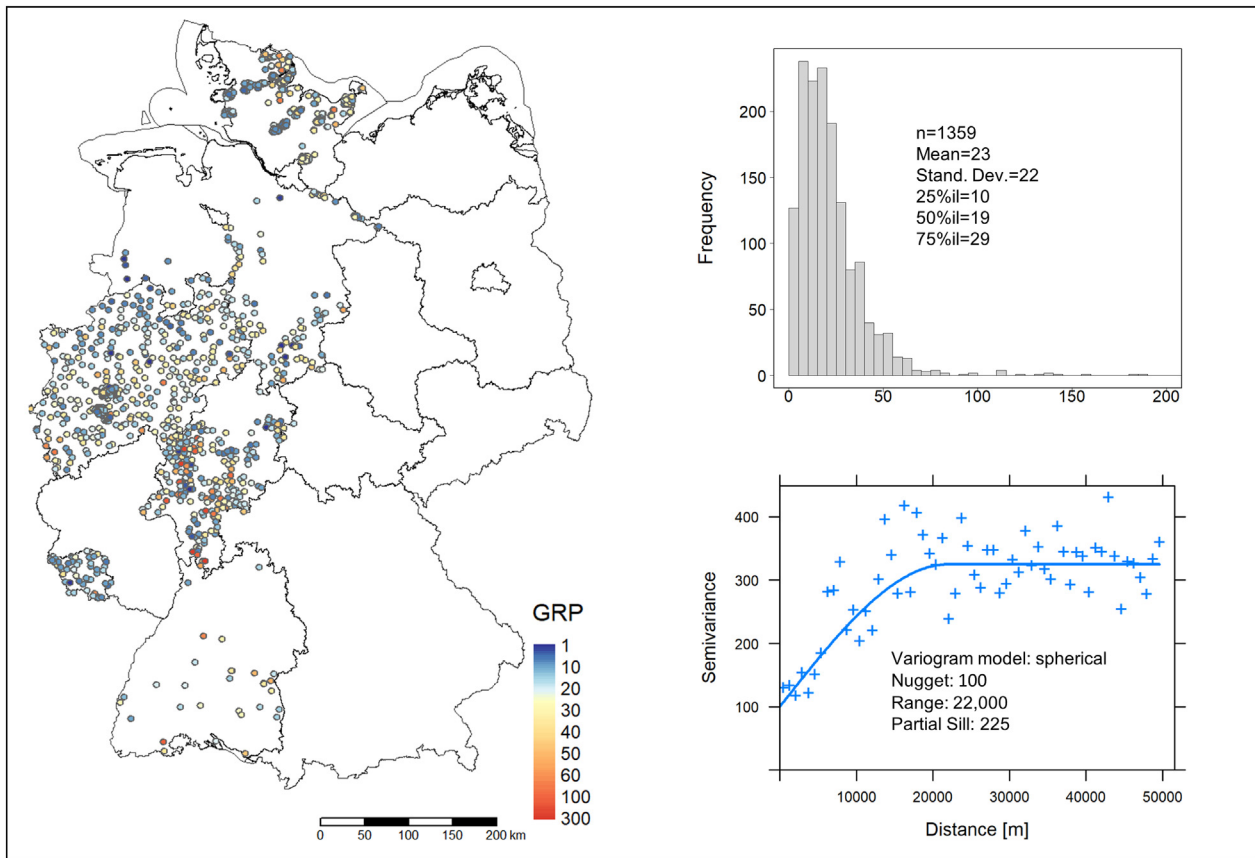 GRP
1
10
20
30
40
50
60
100
300
0 50 100 150 200 km
Frequency
200
150
100
50
0
n=1359
Mean=23
Stand. Dev.=22
25%il=10
50%il=19
75%il=29
0 50 100 150 200
Semivariance
400
300
200
100
Variogram model: spherical
Nugget: 100
Range: 22,000
Partial Sill: 225
10000 20000 30000 40000 50000
Distance [m]